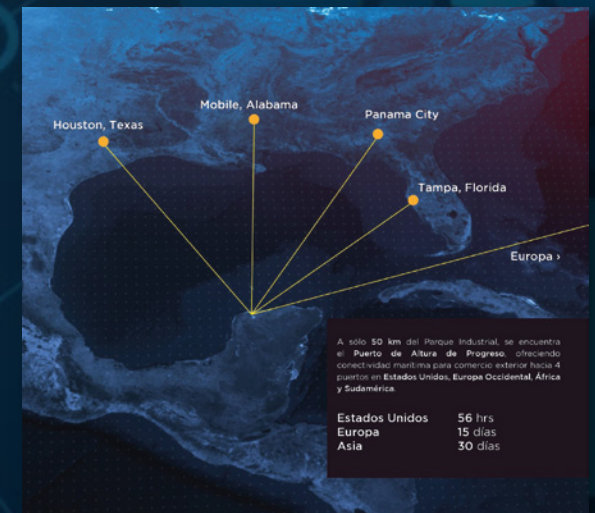 Mobile, Alabama
Panama City
Houston, Texas
Tampa, Florida
Europa ›
A sólo 50 km del Parque Industrial, se encuentra
el Puerto de Altura de Progreso, ofreciendo
conectividad marítima para comercio exterior hacia 4
puertos en Estados Unidos, Europa Occidental, África
y Sudamérica.
Estados Unidos 56 hrs
Europa 15 días
Asia 30 días